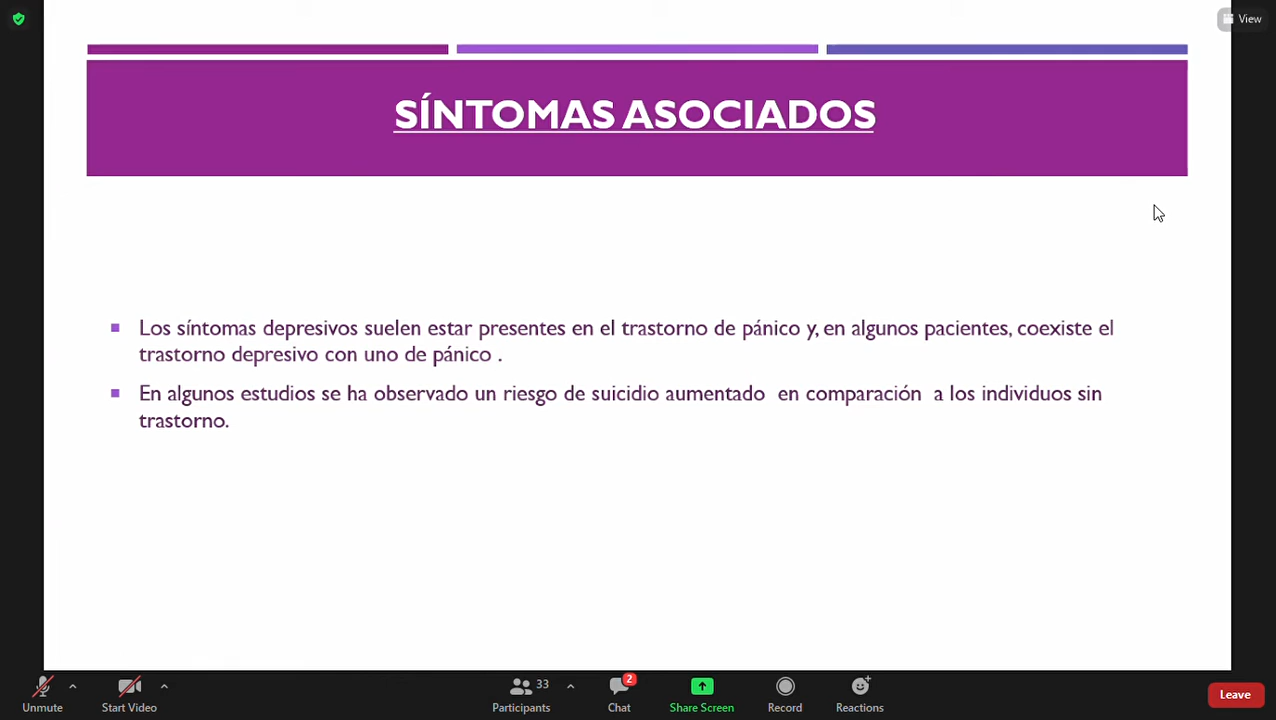 View
SÍNTOMAS ASOCIADOS
Los síntomas depresivos suelen estar presentes en el trastorno de pánico y, en algunos pacientes, coexiste el
trastorno depresivo con uno de pánico .
En algunos estudios se ha observado un riesgo de suicidio aumentado en comparación a los individuos sin
trastorno.
33
2
Unmute
Start Video
Participants
Chat
Share Screen
Record
Reactions
Leave